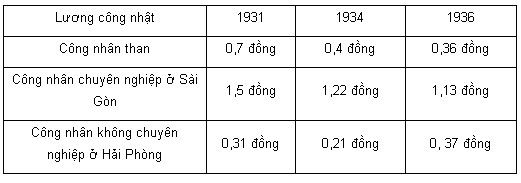 Lương công nhật 1931 1934 1936
Công nhân than 0,7 đồng 0,4 đồng 0,36 đồng
Công nhân chuyên nghiệp ở Sài
Gòn 1,5 đồng 1,22 đồng 1,13 đồng
Công nhân không chuyên
nghiệp ở Hải Phòng 0,31 đồng 0,21 đồng 0, 37 đồng